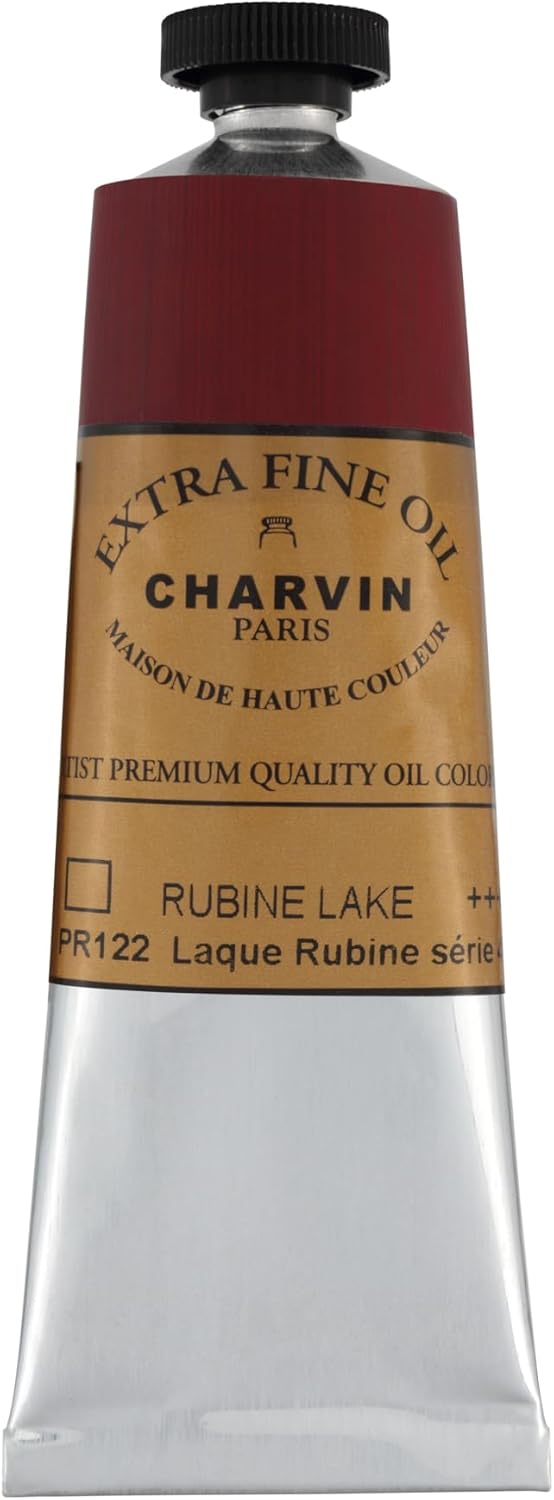 EXTRA FINE OIL
CHARVIN
PARIS
MAISON DE HAUTE COULEUR
TIST PREMIUM QUALITY OIL COLO
RUBINE LAKE +++
PR122 Laque Rubine série